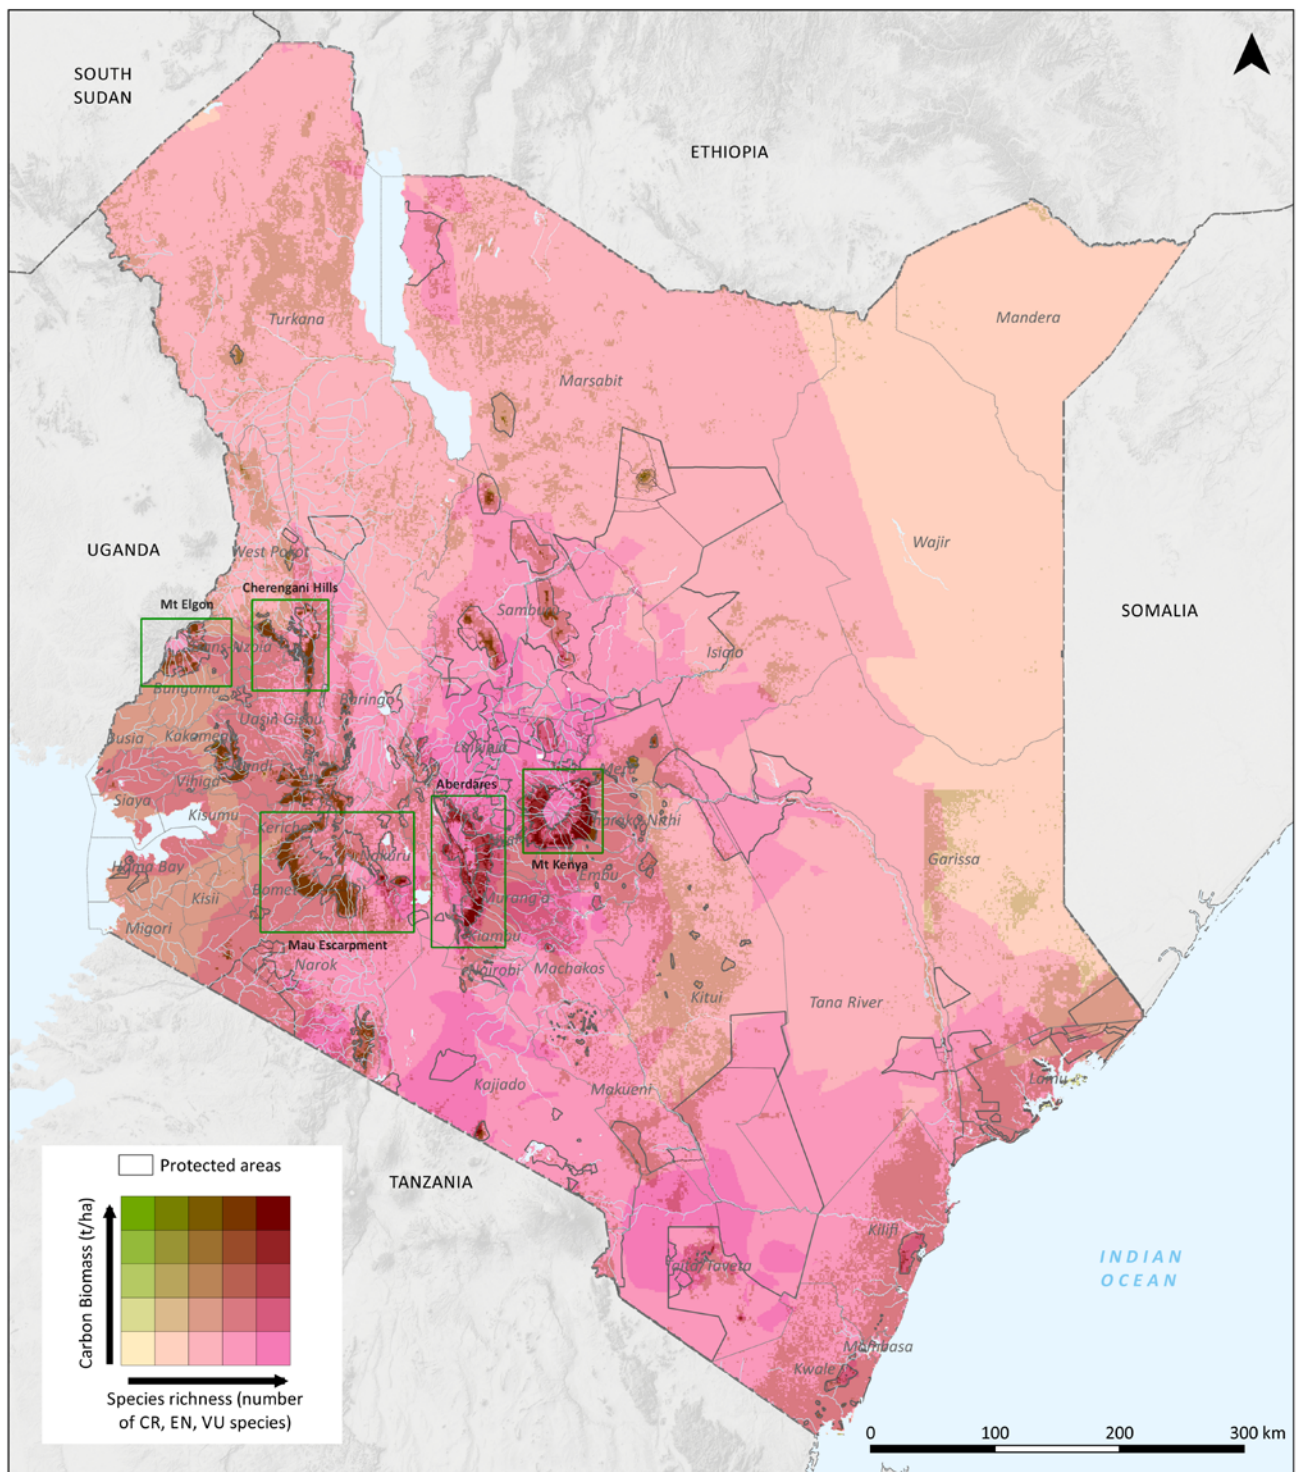 SOUTH
SUDAN
ETHIOPIA
Turkana
Mandera
Marsabit
Wajir
UGANDA
West Pokot
Cherengani Hills
Mt Elgon
SOMALIA
Samburu
Trans-Nzoia
Isiolo
Bungoma
Baringo
Uasin Gishu
Busia
Kakamega
Laikipia
Nandi
Meru
Vihiga
Aberdares
Siaya
Kisumu
Kericho
Tharaka-Nithi
Homa Bay
Nakuru
Mt Kenya
Garissa
Embu
Bomet
Kisii
Murang'a
Migori
Kiambu
Mau Escarpment
Narok
Nairobi
Machakos
Kitui
Tana River
Lamu
Kajiado
Makueni
TANZANIA
Protected areas
Carbon Biomass (t/ha)
Species richness (number
of CR, EN, VU species)
Kilifi
Taita/Taveta
INDIAN
OCEAN
Mombasa
Kwale
0
100
200
300 km